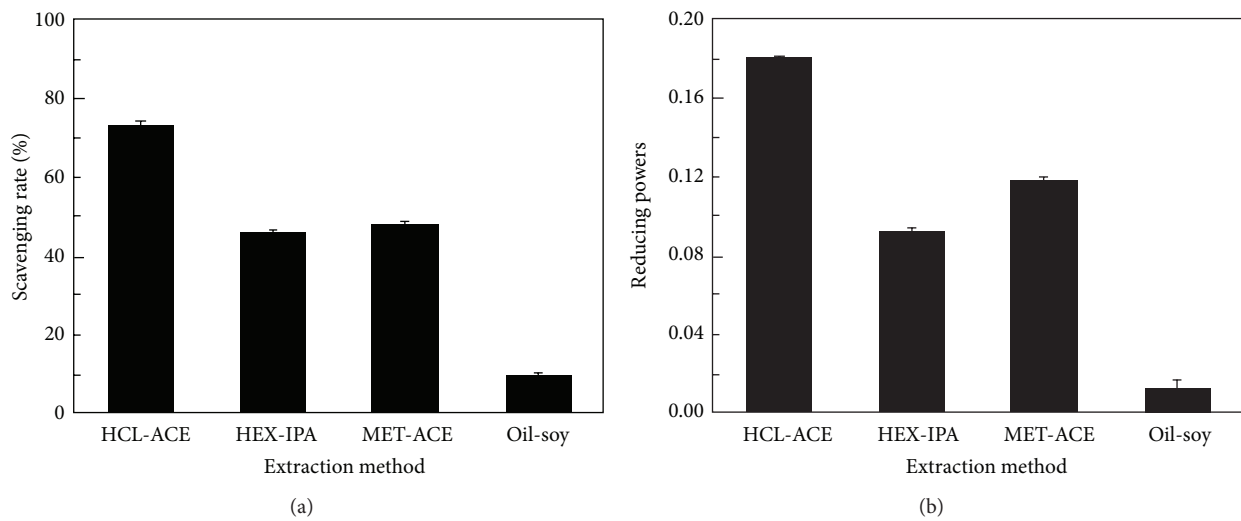 100
80
60
40
20
0
Scavenging rate (%)
HCL-ACE HEX-IPA MET-ACE Oil-soy
Extraction method
(a)
0.20
0.16
0.12
0.08
0.04
0.00
Reducing powers
HCL-ACE HEX-IPA MET-ACE Oil-soy
Extraction method
(b)